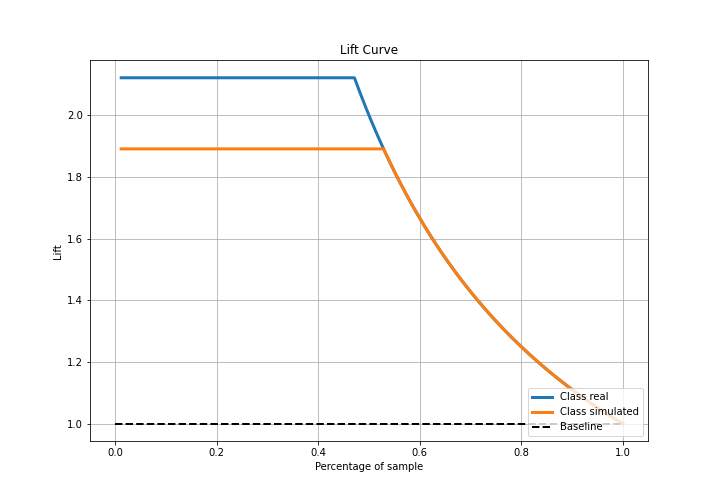 Lift Curve
2.0
1.8
1.6
1.4
1.2
1.0
Lift
0.0 0.2 0.4 0.6 0.8 1.0
Percentage of sample
Class real
Class simulated
Baseline